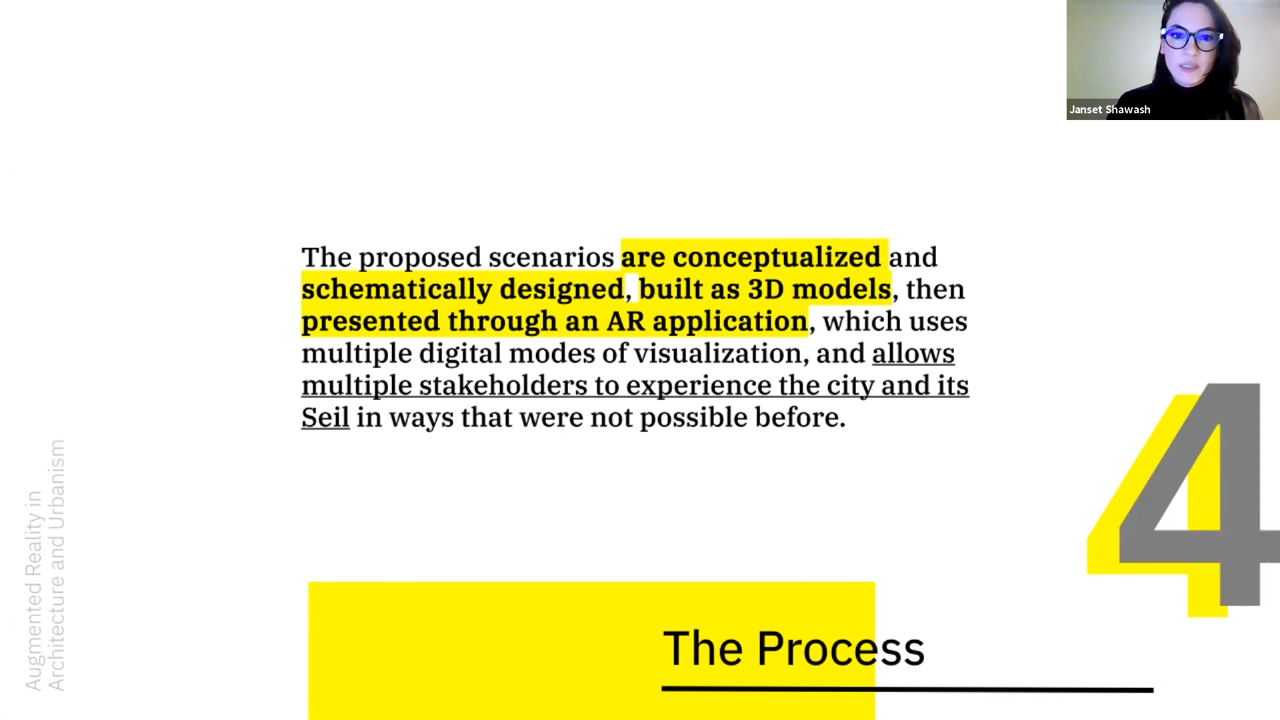 Janset Shawash
The proposed scenarios are conceptualized and
schematically designed, built as 3D models, then
presented through an AR application, which uses
multiple digital modes of visualization, and allows
multiple stakeholders to experience the city and its
Seil in ways that were not possible before.
4
Augmented Reality in
Architecture and Urbanism
The Process